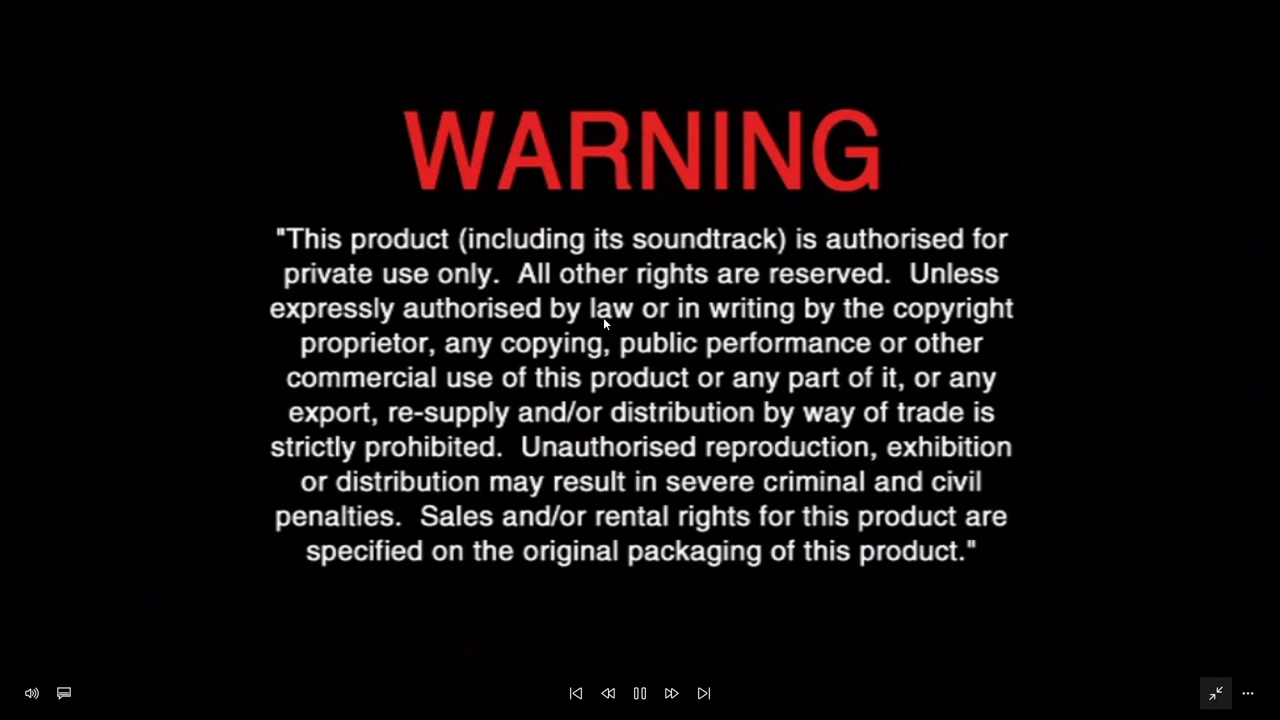 WARNING
"This product (including its soundtrack) is authorised for
private use only.  All other rights are reserved.  Unless
expressly authorised by law or in writing by the copyright
proprietor, any copying, public performance or other
commercial use of this product or any part of it, or any
export, re-supply and/or distribution by way of trade is
strictly prohibited.  Unauthorised reproduction, exhibition
or distribution may result in severe criminal and civil
penalties.  Sales and/or rental rights for this product are
specified on the original packaging of this product."